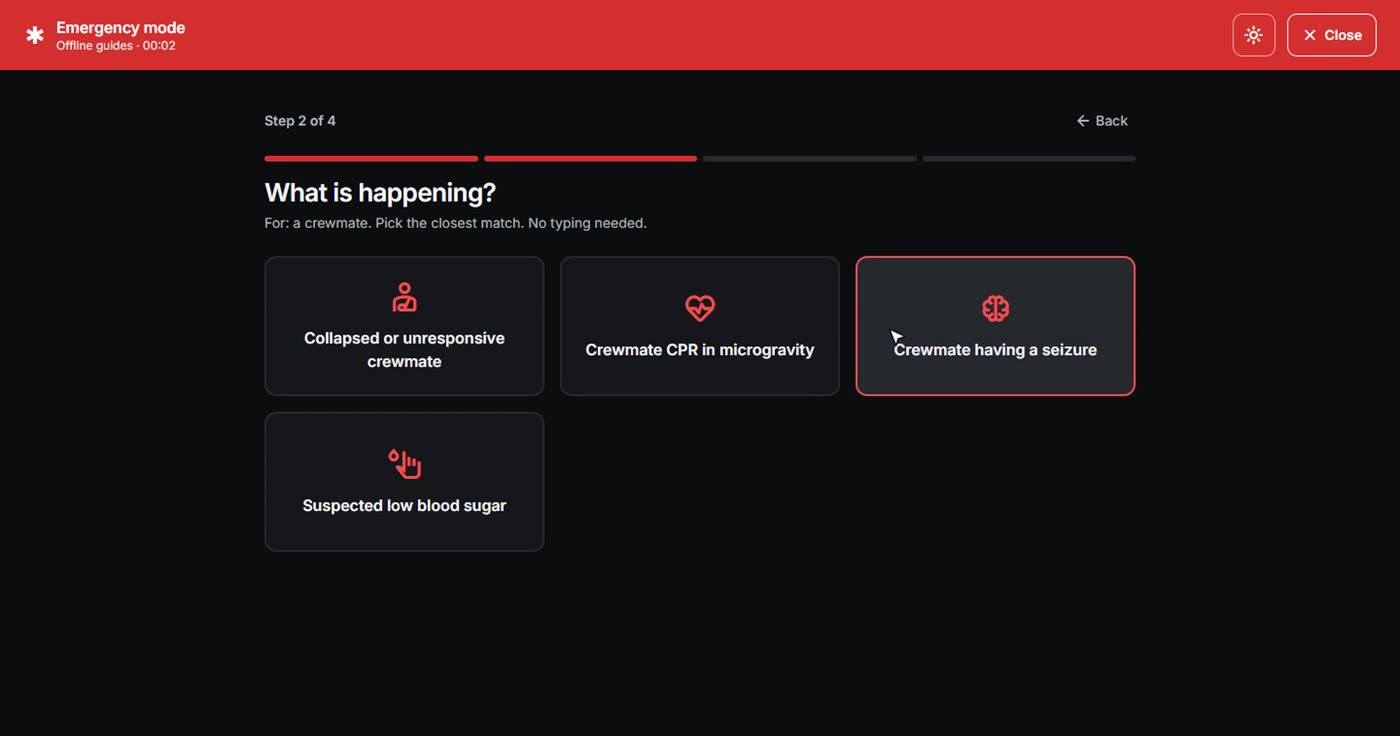 Emergency mode
Offline guides · 00:02
Close
Step 2 of 4
Back
What is happening?
For: a crewmate. Pick the closest match. No typing needed.
Collapsed or unresponsive
crewmate
Crewmate CPR in microgravity
Crewmate having a seizure
Suspected low blood sugar